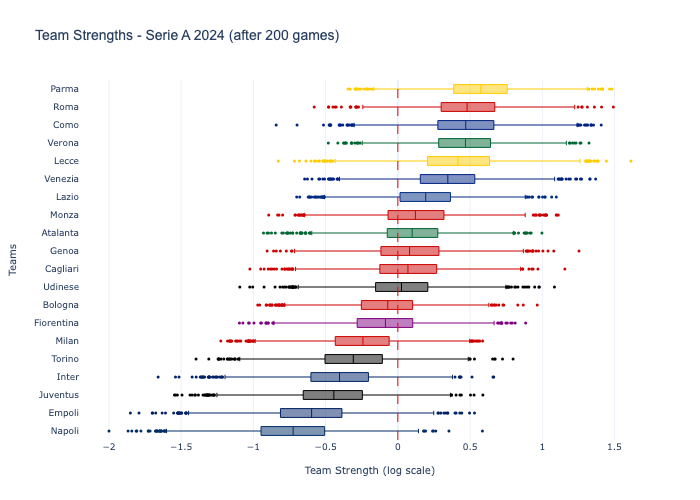 Team Strengths - Serie A 2024 (after 200 games)
Parma
Roma
Como
Verona
Lecce
Venezia
Lazio
Monza
Atalanta
Genoa
Cagliari
Udinese
Bologna
Fiorentina
Milan
Torino
Inter
Juventus
Empoli
Napoli
Teams
−2 −1.5 −1 −0.5 0 0.5 1 1.5
Team Strength (log scale)